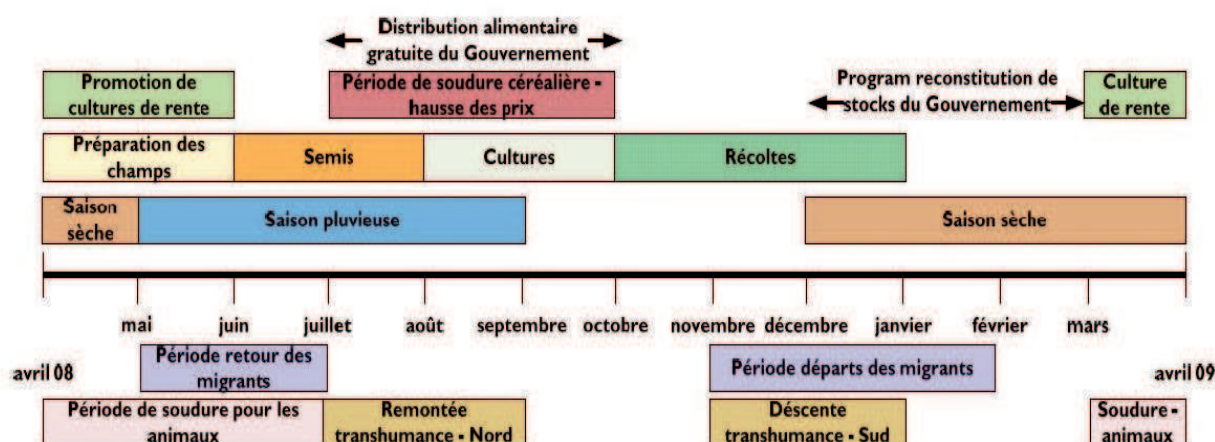 Distribution alimentaire
gratuite du Gouvernement
Promotion de
cultures de rente
Période de soudure céréalière -
hausse des prix
Program reconstitution de
stocks du Gouvernement
Culture
de rente
Préparation des
champs
Semis
Cultures
Récoltes
Saison
sèche
Saison pluvieuse
Saison sèche
mai
juin
juillet
août
septembre
octobre
novembre
décembre
janvier
février
mars
avril 08
Période retour des
migrants
Période départs des migrants
avril 09
Période de soudure pour les
animaux
Remontée
transhumance - Nord
Déscente
transhumance - Sud
Soudure -
animaux